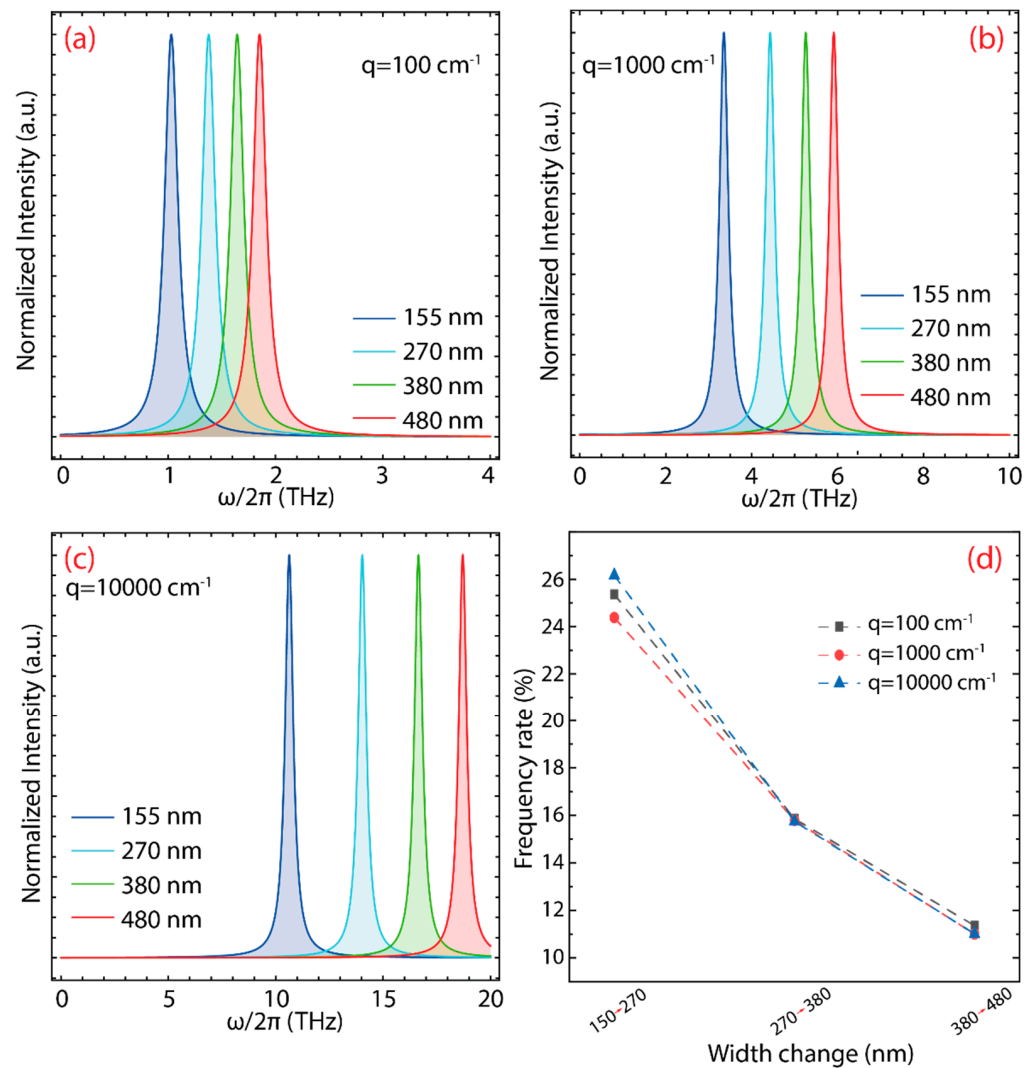 (a)
q=100 cm-1
Normalized Intensity (a.u.)
155 nm
270 nm
380 nm
480 nm
0 1 2 3 4
ω/2π (THz)
(b)
q=1000 cm-1
Normalized Intensity (a.u.)
155 nm
270 nm
380 nm
480 nm
0 2 4 6 8 10
ω/2π (THz)
(c)
q=10000 cm-1
Normalized Intensity (a.u.)
155 nm
270 nm
380 nm
480 nm
0 5 10 15 20
ω/2π (THz)
(d)
q=100 cm-1
q=1000 cm-1
q=10000 cm-1
Frequency rate (%)
26
24
22
20
18
16
14
12
10
150-270 270-380 380-480
Width change (nm)